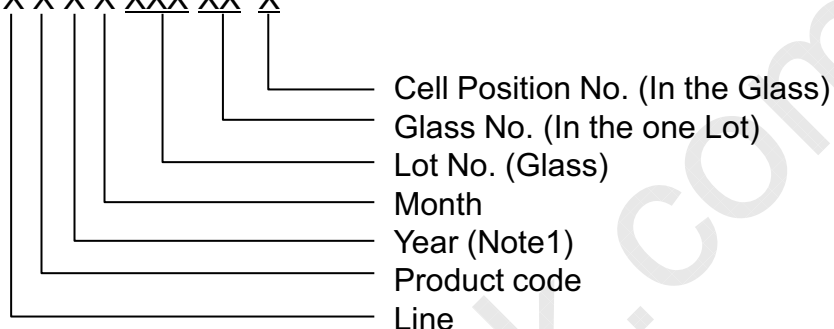 X X X X XXX XX X
Cell Position No. (In the Glass)
Glass No. (In the one Lot)
Lot No. (Glass)
Month
Year (Note1)
Product code
Line